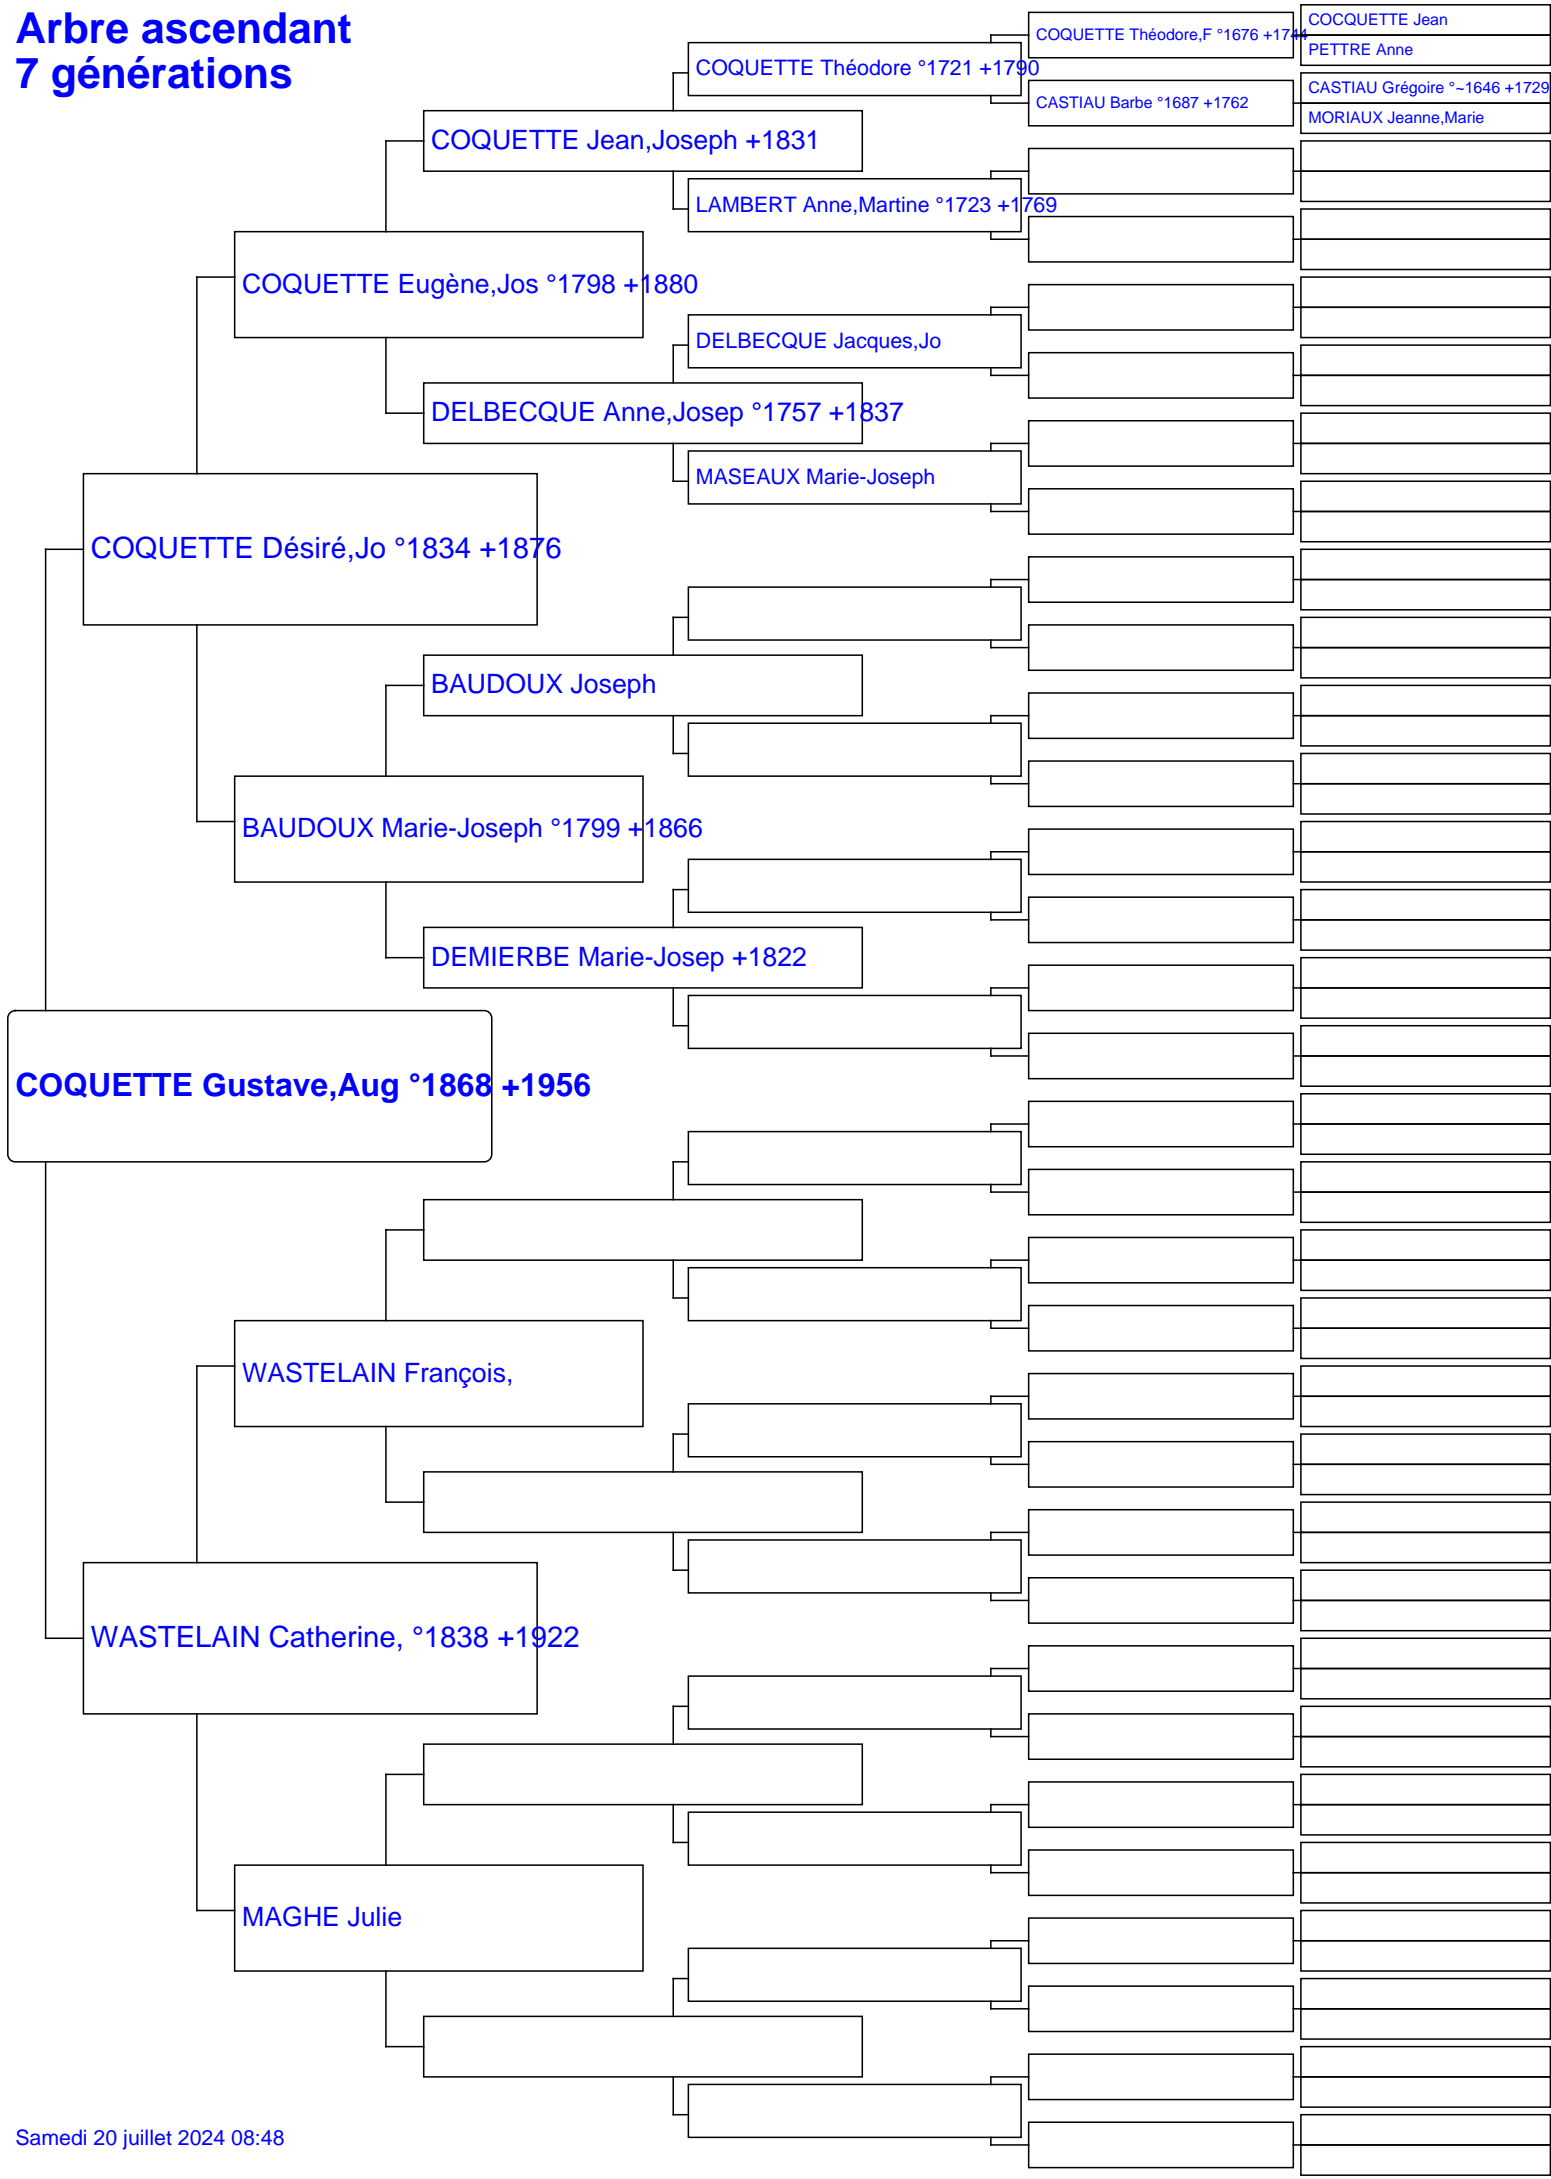 Arbre ascendant
7 générations
COQUETTE Théodore,F °1676 +1744
COCQUETTE Jean
PETTRE Anne
COQUETTE Théodore °1721 +1790
CASTIAU Barbe °1687 +1762
CASTIAU Grégoire °~1646 +1729
MORIAUX Jeanne,Marie
COQUETTE Jean,Joseph +1831
LAMBERT Anne,Martine °1723 +1769
COQUETTE Eugène,Jos °1798 +1880
DELBECQUE Jacques,Jo
DELBECQUE Anne,Josep °1757 +1837
MASEAUX Marie-Joseph
COQUETTE Désiré,Jo °1834 +1876
BAUDOUX Joseph
BAUDOUX Marie-Joseph °1799 +1866
DEMIERBE Marie-Josep +1822
COQUETTE Gustave,Aug °1868 +1956
WASTELAIN François,
WASTELAIN Catherine, °1838 +1922
MAGHE Julie
Samedi 20 juillet 2024 08:48